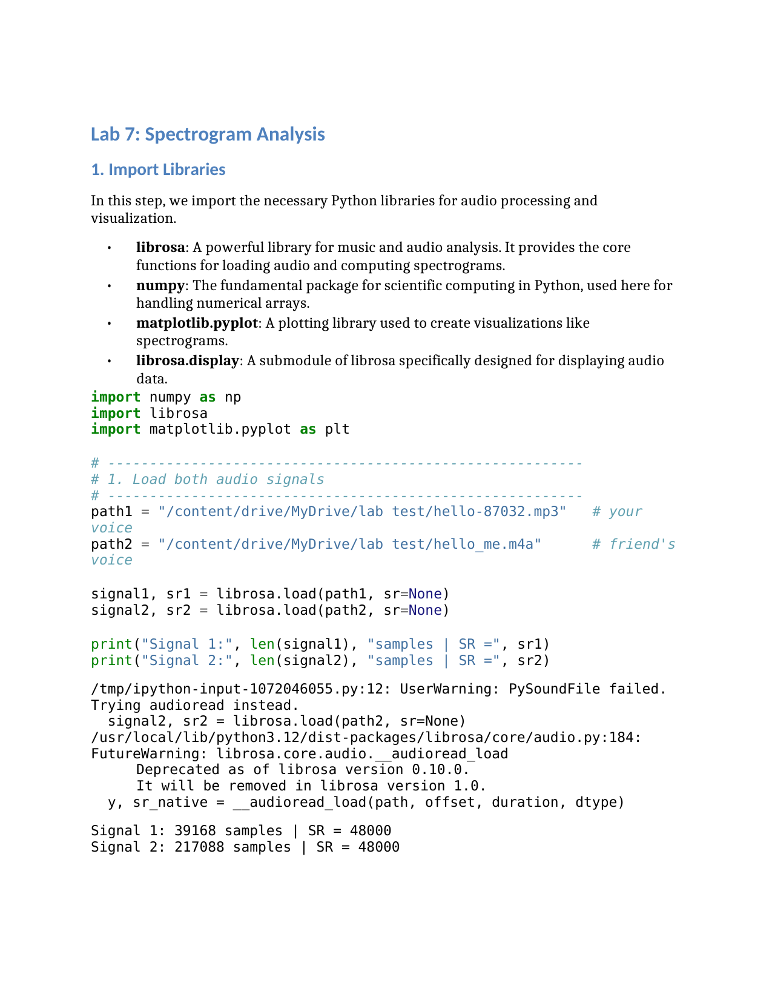 Lab 7: Spectrogram Analysis
1. Import Libraries
In this step, we import the necessary Python libraries for audio processing and
visualization.
• librosa: A powerful library for music and audio analysis. It provides the core
functions for loading audio and computing spectrograms.
• numpy: The fundamental package for scientific computing in Python, used here for
handling numerical arrays.
• matplotlib.pyplot: A plotting library used to create visualizations like
spectrograms.
• librosa.display: A submodule of librosa specifically designed for displaying audio
data.
import numpy as np
import librosa
import matplotlib.pyplot as plt
# ---------------------------------------------------------
# 1. Load both audio signals
# ---------------------------------------------------------
path1 = "/content/drive/MyDrive/lab test/hello-87032.mp3"   # your
voice
path2 = "/content/drive/MyDrive/lab test/hello_me.m4a"      # friend's
voice
signal1, sr1 = librosa.load(path1, sr=None)
signal2, sr2 = librosa.load(path2, sr=None)
print("Signal 1:", len(signal1), "samples | SR =", sr1)
print("Signal 2:", len(signal2), "samples | SR =", sr2)
/tmp/ipython-input-1072046055.py:12: UserWarning: PySoundFile failed.
Trying audioread instead.
  signal2, sr2 = librosa.load(path2, sr=None)
/usr/local/lib/python3.12/dist-packages/librosa/core/audio.py:184:
FutureWarning: librosa.core.audio.__audioread_load
Deprecated as of librosa version 0.10.0.
It will be removed in librosa version 1.0.
  y, sr_native = __audioread_load(path, offset, duration, dtype)
Signal 1: 39168 samples | SR = 48000
Signal 2: 217088 samples | SR = 48000